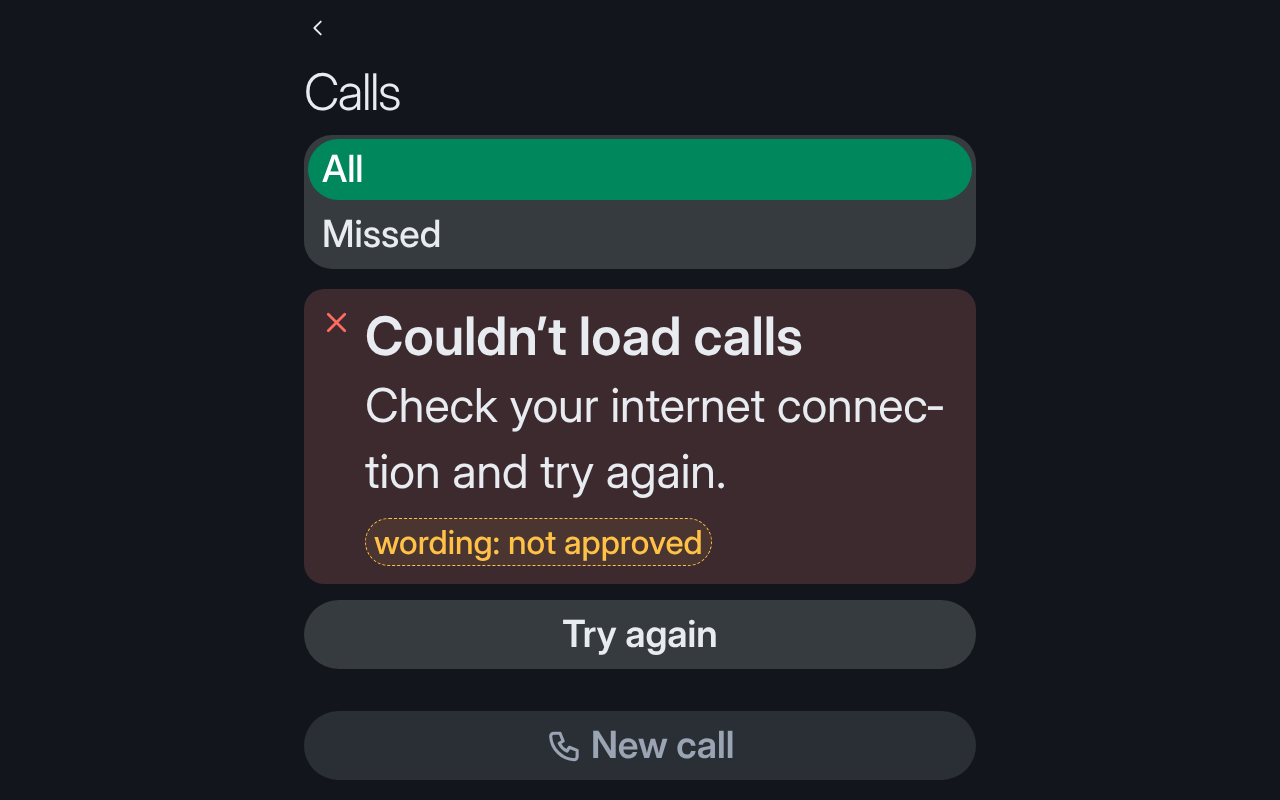 Calls
All
Missed
Couldn’t load calls
Check your internet connec-
tion and try again.
wording: not approved
Try again
New call